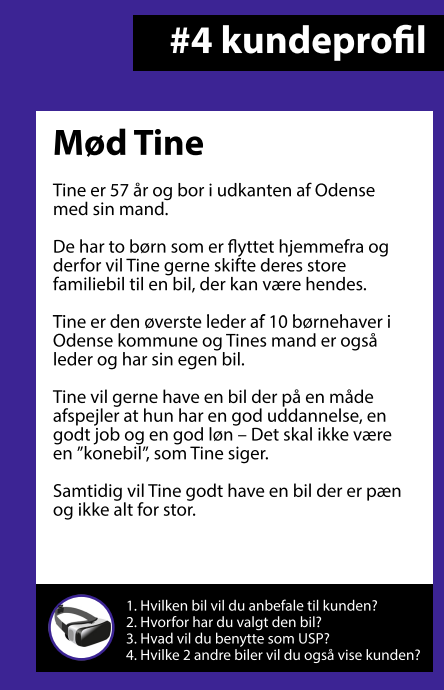 #4 kundeprofil
Mød Tine
Tine er 57 år og bor i udkanten af Odense
med sin mand.
De har to børn som er flyttet hjemmefra og
derfor vil Tine gerne skifte deres store
familiebil til en bil, der kan være hendes.
Tine er den øverste leder af 10 børnehaver i
Odense kommune og Tines mand er også
leder og har sin egen bil.
Tine vil gerne have en bil der på en måde
afspejler at hun har en god uddannelse, en
godt job og en god løn – Det skal ikke være
en ”konebil”, som Tine siger.
Samtidig vil Tine godt have en bil der er pæn
og ikke alt for stor.
1. Hvilken bil vil du anbefale til kunden?
2. Hvorfor har du valgt den bil?
3. Hvad vil du benytte som USP?
4. Hvilke 2 andre biler vil du også vise kunden?